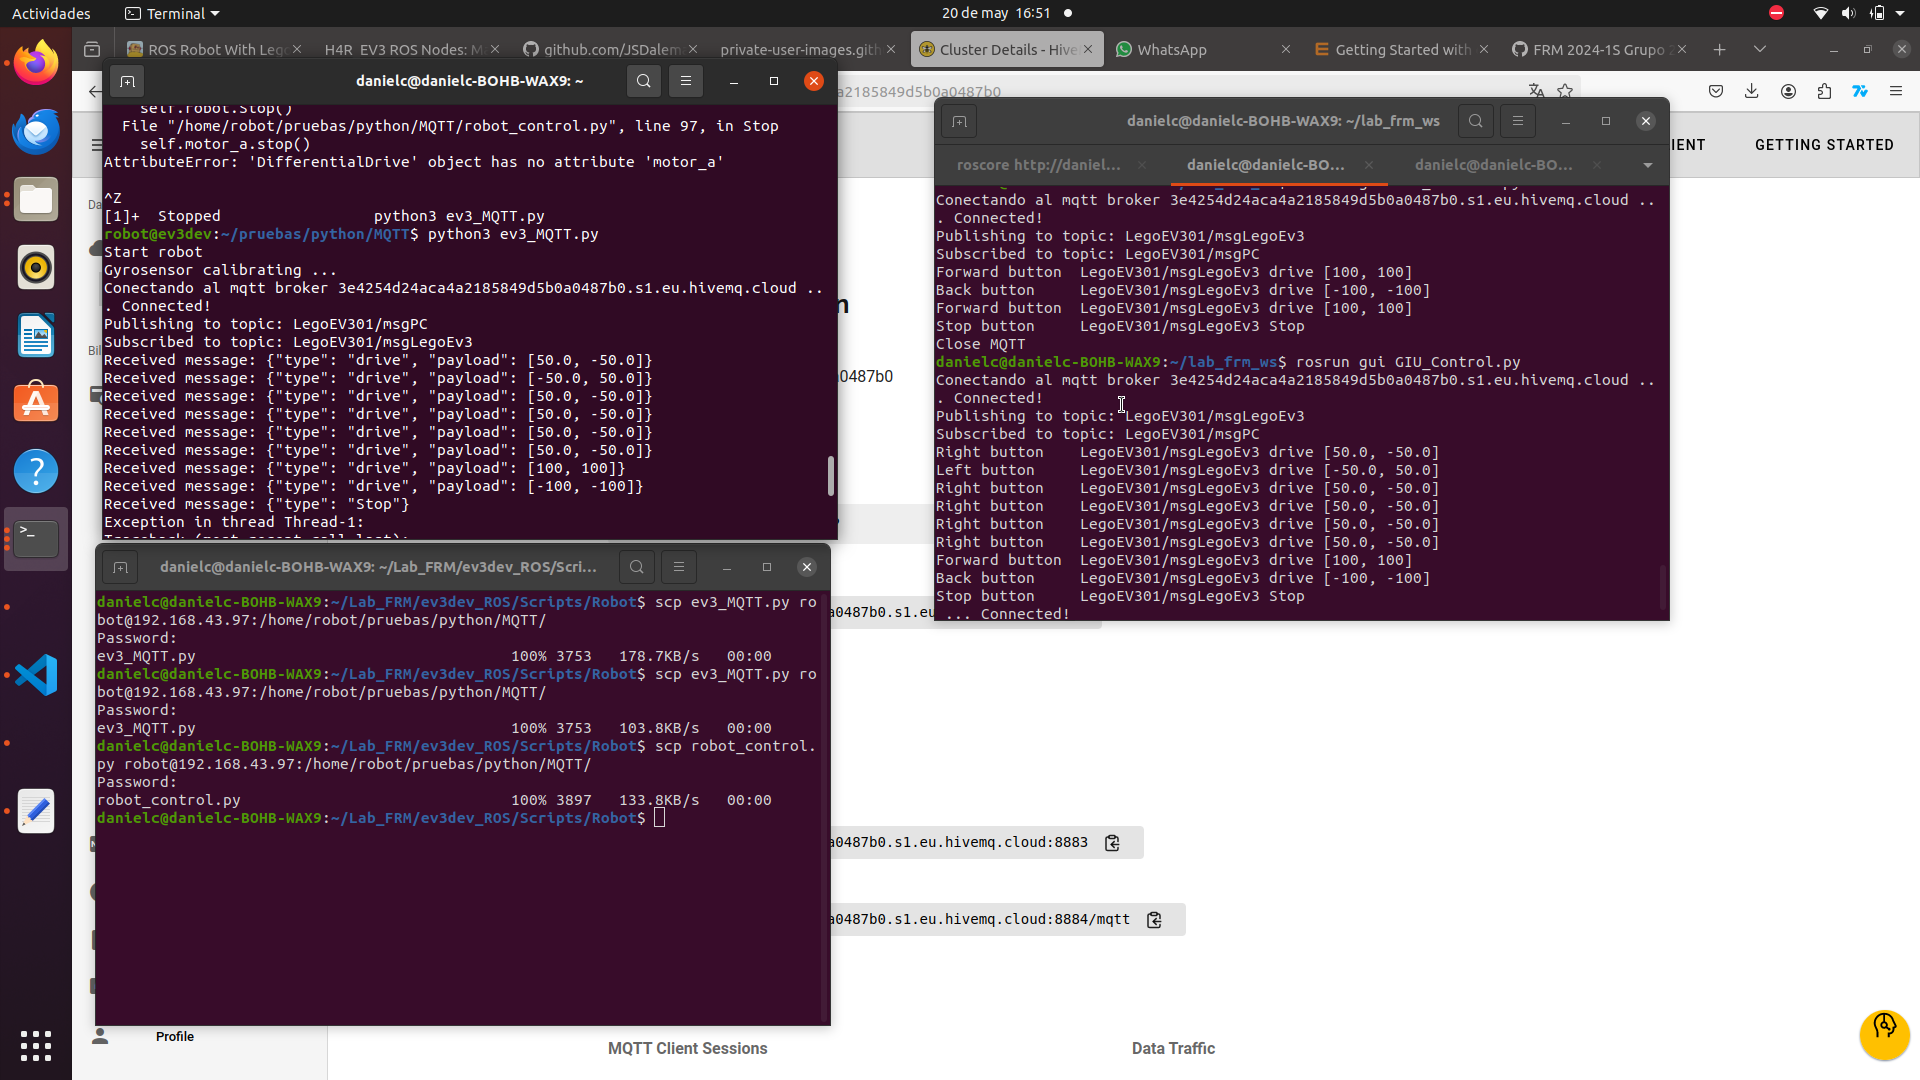 Actividades
Terminal
20 de may 16:51
ROS Robot With Leg
H4R_EV3 ROS Nodes: M
github.com/JSDalem
private-user-images.gith
Cluster Details - Hive
WhatsApp
Getting Started with
FRM 2024-1S Grupo 2
a2185849d5b0a0487b0
IENT
GETTING STARTED
danielc@danielc-BOHB-WAX9: ~
self.robot.Stop()
File "/home/robot/pruebas/python/MQTT/robot_control.py", line 97, in Stop
self.motor_a.stop()
AttributeError: 'DifferentialDrive' object has no attribute 'motor_a'
^Z
[1]+  Stopped                 python3 ev3_MQTT.py
robot@ev3dev:~/pruebas/python/MQTT$ python3 ev3_MQTT.py
Start robot
Gyrosensor calibrating ...
Conectando al mqtt broker 3e4254d24aca4a2185849d5b0a0487b0.s1.eu.hivemq.cloud ..
. Connected!
Publishing to topic: LegoEV301/msgPC
Subscribed to topic: LegoEV301/msgLegoEv3
Received message: {"type": "drive", "payload": [50.0, -50.0]}
Received message: {"type": "drive", "payload": [-50.0, 50.0]}
Received message: {"type": "drive", "payload": [50.0, -50.0]}
Received message: {"type": "drive", "payload": [50.0, -50.0]}
Received message: {"type": "drive", "payload": [50.0, -50.0]}
Received message: {"type": "drive", "payload": [50.0, -50.0]}
Received message: {"type": "drive", "payload": [100, 100]}
Received message: {"type": "drive", "payload": [-100, -100]}
Received message: {"type": "Stop"}
Exception in thread Thread-1:
Traceback (most recent call last):
danielc@danielc-BOHB-WAX9: ~/lab_frm_ws
roscore http://daniel...
danielc@danielc-BO...
danielc@danielc-BO...
Conectando al mqtt broker 3e4254d24aca4a2185849d5b0a0487b0.s1.eu.hivemq.cloud ..
. Connected!
Publishing to topic: LegoEV301/msgLegoEv3
Subscribed to topic: LegoEV301/msgPC
Forward button  LegoEV301/msgLegoEv3 drive [100, 100]
Back button     LegoEV301/msgLegoEv3 drive [-100, -100]
Forward button  LegoEV301/msgLegoEv3 drive [100, 100]
Stop button     LegoEV301/msgLegoEv3 Stop
Close MQTT
danielc@danielc-BOHB-WAX9:~/lab_frm_ws$ rosrun gui GIU_Control.py
Conectando al mqtt broker 3e4254d24aca4a2185849d5b0a0487b0.s1.eu.hivemq.cloud ..
. Connected!
Publishing to topic: LegoEV301/msgLegoEv3
Subscribed to topic: LegoEV301/msgPC
Right button    LegoEV301/msgLegoEv3 drive [50.0, -50.0]
Left button     LegoEV301/msgLegoEv3 drive [-50.0, 50.0]
Right button    LegoEV301/msgLegoEv3 drive [50.0, -50.0]
Right button    LegoEV301/msgLegoEv3 drive [50.0, -50.0]
Right button    LegoEV301/msgLegoEv3 drive [50.0, -50.0]
Right button    LegoEV301/msgLegoEv3 drive [50.0, -50.0]
Forward button  LegoEV301/msgLegoEv3 drive [100, 100]
Back button     LegoEV301/msgLegoEv3 drive [-100, -100]
Stop button     LegoEV301/msgLegoEv3 Stop
... Connected!
Da
Bil
n
0487b0
danielc@danielc-BOHB-WAX9: ~/Lab_FRM/ev3dev_ROS/Scri...
danielc@danielc-BOHB-WAX9:~/Lab_FRM/ev3dev_ROS/Scripts/Robot$ scp ev3_MQTT.py ro
bot@192.168.43.97:/home/robot/pruebas/python/MQTT/
Password:
ev3_MQTT.py                                   100% 3753   178.7KB/s   00:00
danielc@danielc-BOHB-WAX9:~/Lab_FRM/ev3dev_ROS/Scripts/Robot$ scp ev3_MQTT.py ro
bot@192.168.43.97:/home/robot/pruebas/python/MQTT/
Password:
ev3_MQTT.py                                   100% 3753   103.8KB/s   00:00
danielc@danielc-BOHB-WAX9:~/Lab_FRM/ev3dev_ROS/Scripts/Robot$ scp robot_control.
py robot@192.168.43.97:/home/robot/pruebas/python/MQTT/
Password:
robot_control.py                              100% 3897   133.8KB/s   00:00
danielc@danielc-BOHB-WAX9:~/Lab_FRM/ev3dev_ROS/Scripts/Robot$
a0487b0.s1.eu
a0487b0.s1.eu.hivemq.cloud:8883
a0487b0.s1.eu.hivemq.cloud:8884/mqtt
Profile
MQTT Client Sessions
Data Traffic